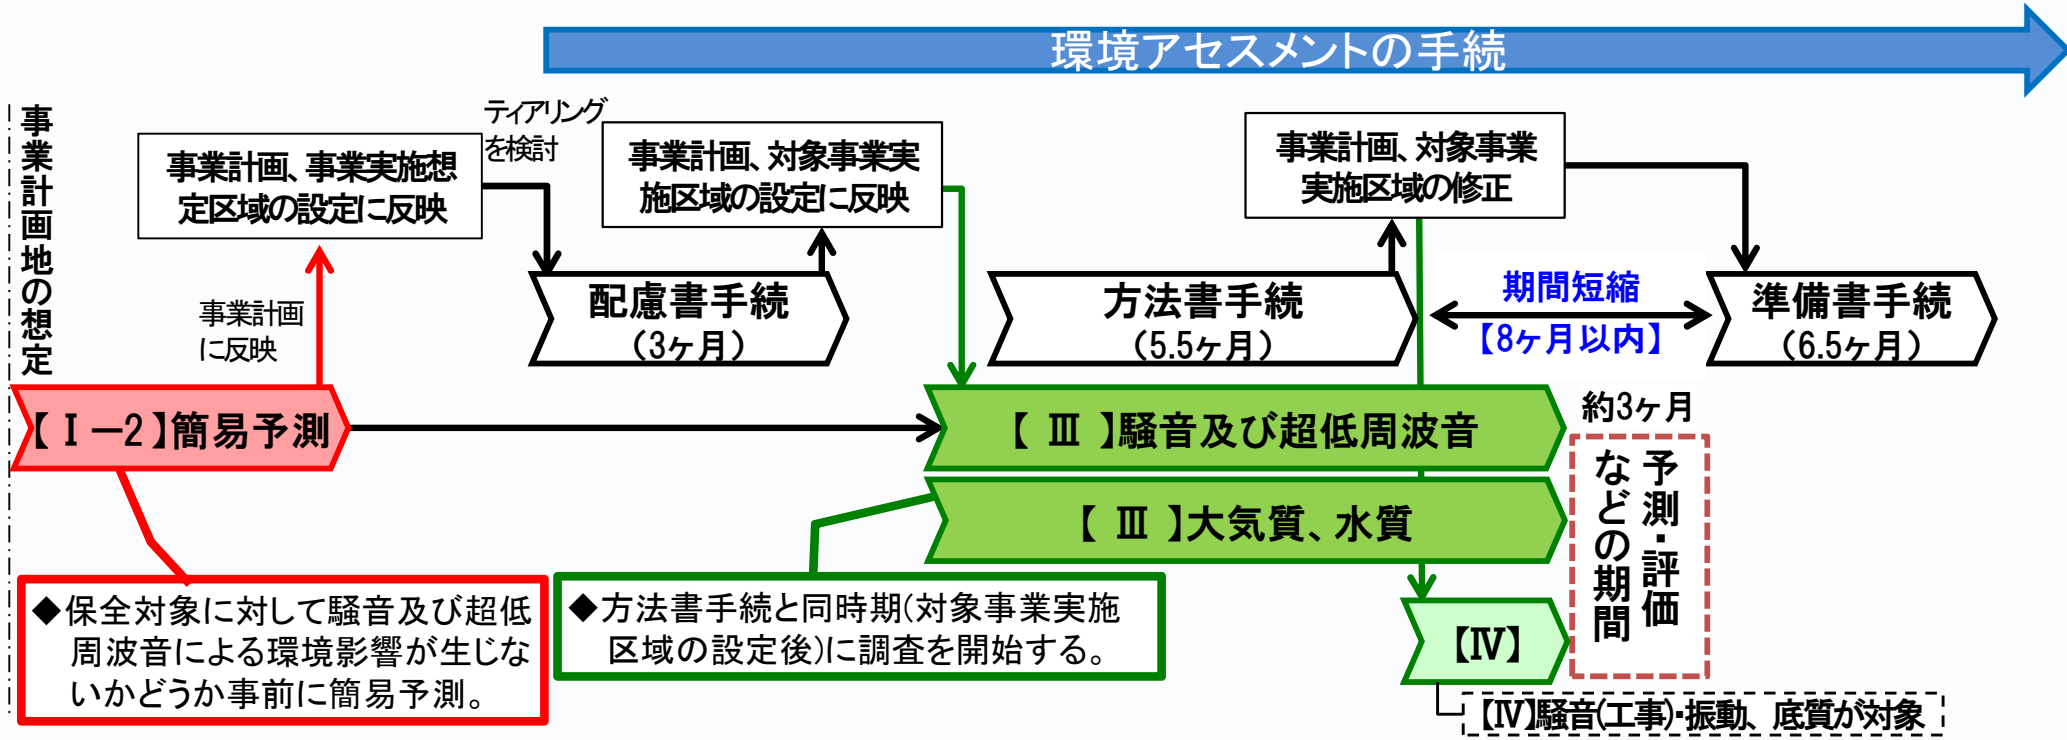 環境アセスメントの手続
事業計画地の想定
事業計画、事業実施想
定区域の設定に反映
ティアリング
を検討
事業計画、対象事業実
施区域の設定に反映
事業計画、対象事業
実施区域の修正
事業計画
に反映
配慮書手続
(3ヶ月)
方法書手続
(5.5ヶ月)
期間短縮
【8ヶ月以内】
準備書手続
(6.5ヶ月)
【Ⅰ－2】簡易予測
【 Ⅲ 】騒音及び超低周波音
【 Ⅲ 】大気質、水質
約3ヶ月
予測・評価
などの期間
◆保全対象に対して騒音及び超低
周波音による環境影響が生じな
いかどうか事前に簡易予測。
◆方法書手続と同時期(対象事業実施
区域の設定後)に調査を開始する。
【Ⅳ】
【Ⅳ】騒音(工事)・振動、底質が対象